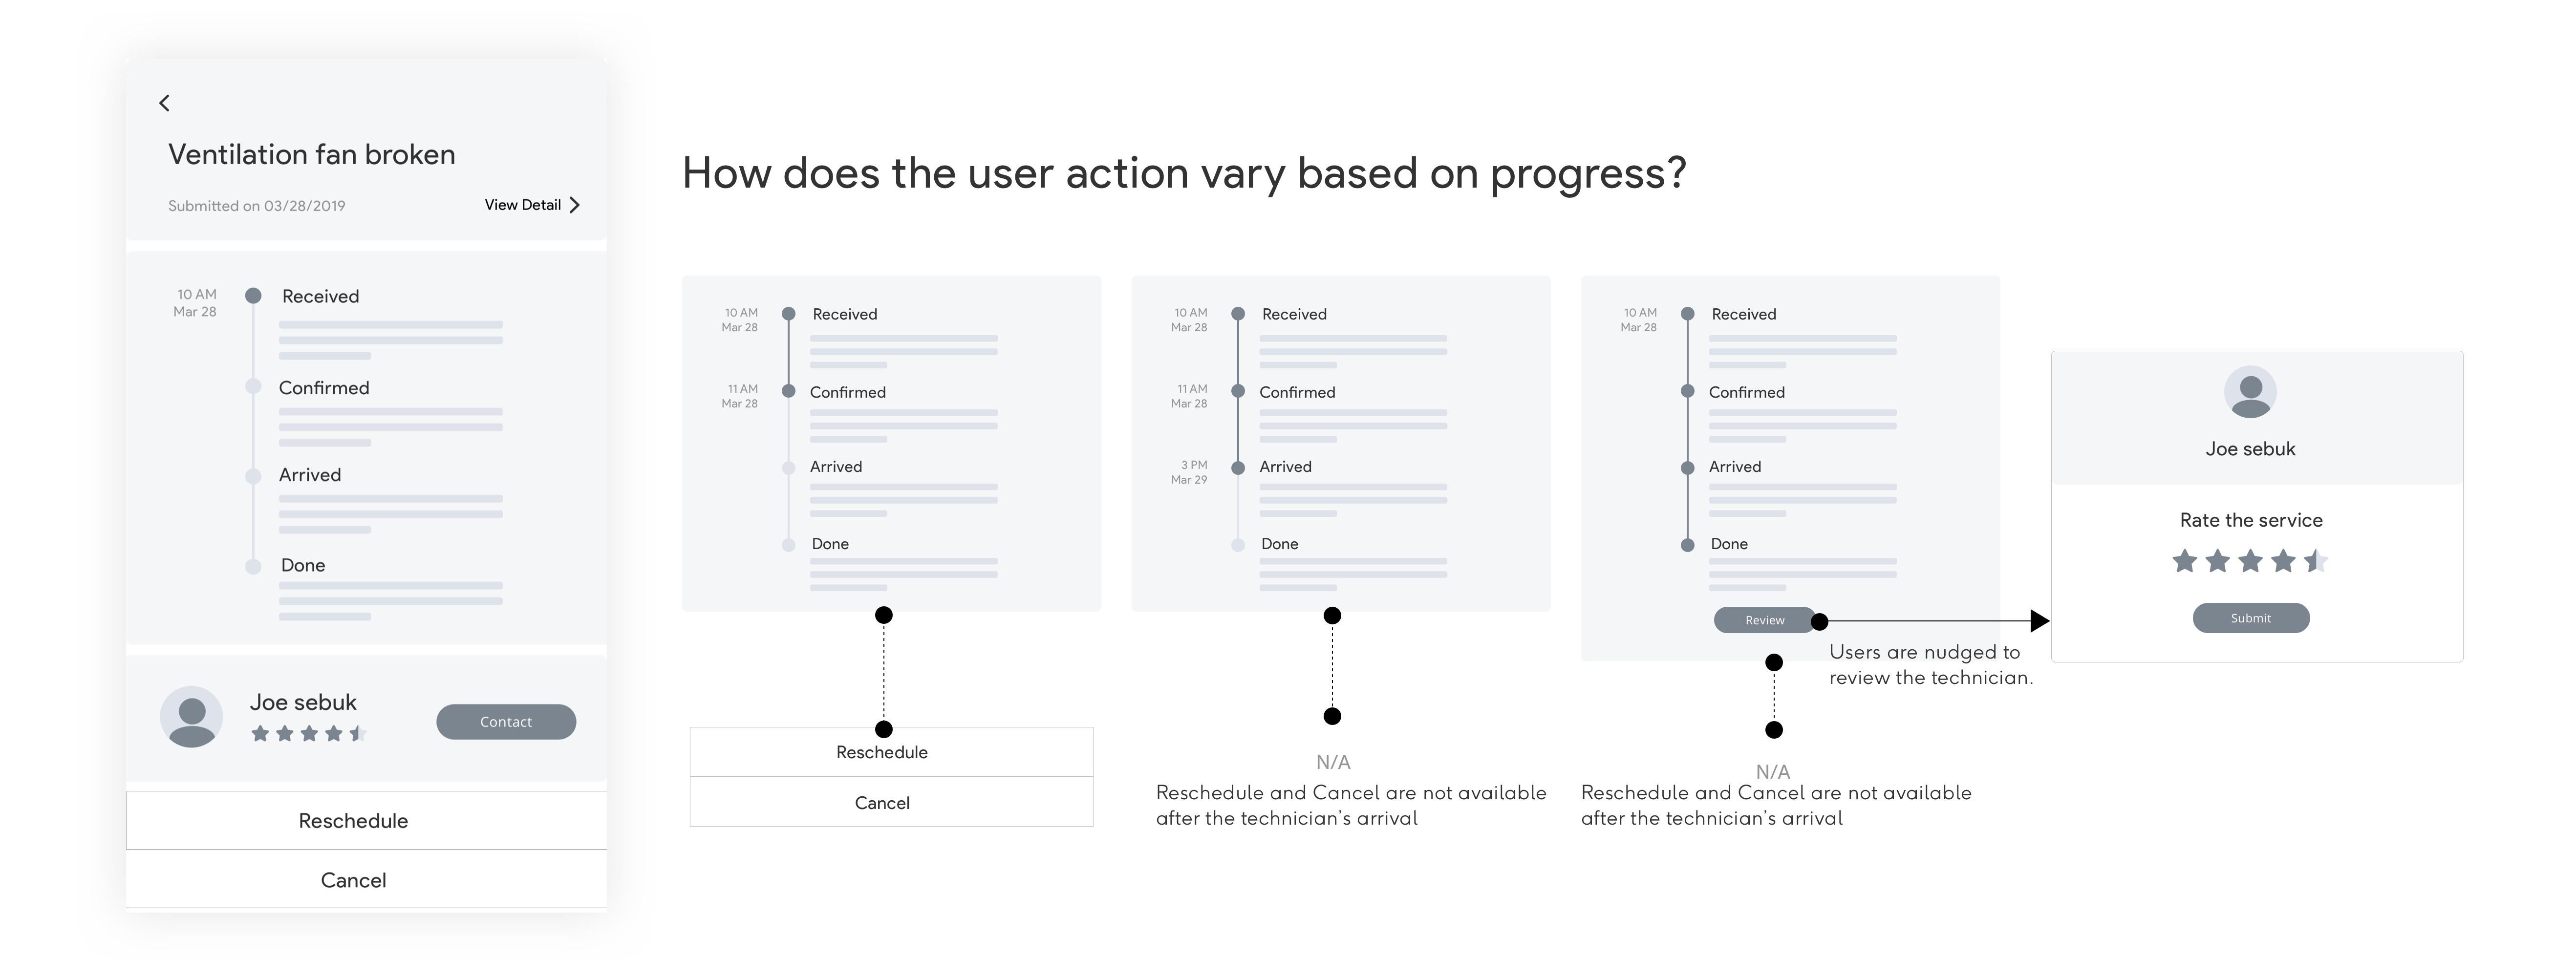 Ventilation fan broken
Submitted on 03/28/2019
View Detail
10 AM
Mar 28
Received
Confirmed
Arrived
Done
Joe sebuk
Contact
Reschedule
Cancel
How does the user action vary based on progress?
10 AM
Mar 28
Received
11 AM
Mar 28
Confirmed
Arrived
Done
Reschedule
Cancel
10 AM
Mar 28
Received
11 AM
Mar 28
Confirmed
3 PM
Mar 29
Arrived
Done
N/A
Reschedule and Cancel are not available
after the technician's arrival
10 AM
Mar 28
Received
Confirmed
Arrived
Done
Review
Users are nudged to
review the technician.
N/A
Reschedule and Cancel are not available
after the technician's arrival
Joe sebuk
Rate the service
Submit